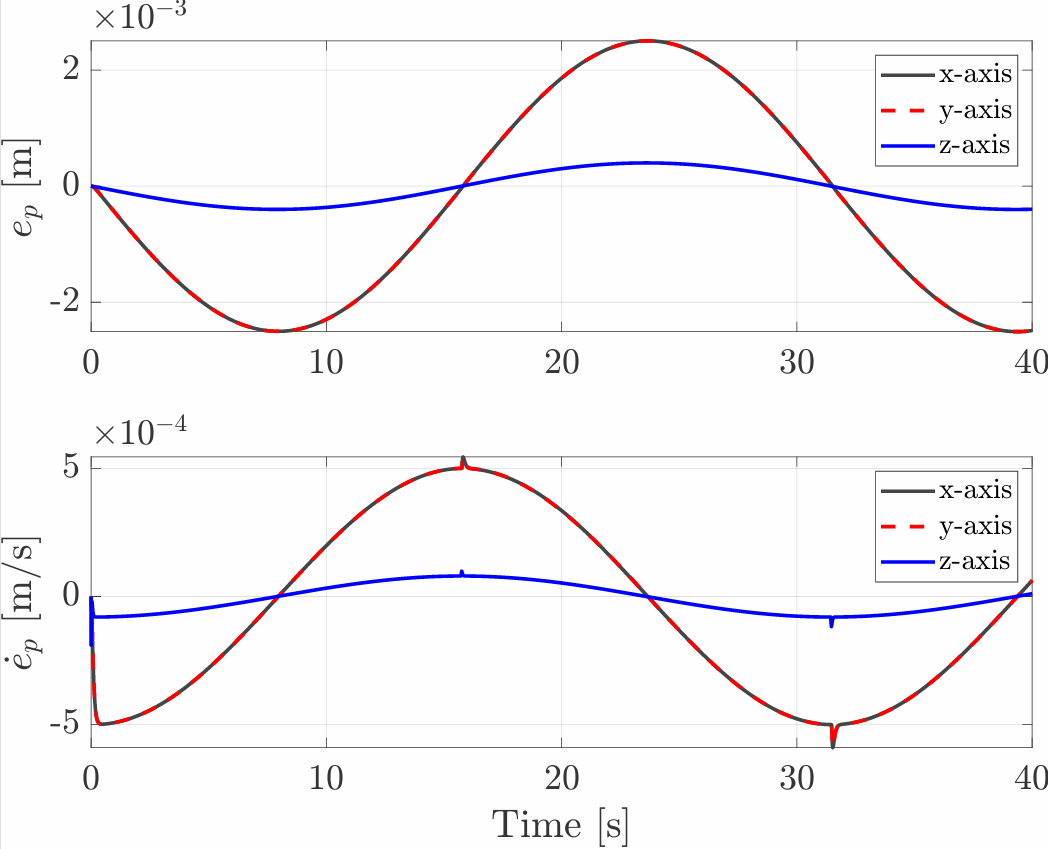 ×10⁻³
2
0
-2
e_p [m]
x-axis
y-axis
z-axis
0 10 20 30 40
×10⁻⁴
5
0
-5
ė_p [m/s]
x-axis
y-axis
z-axis
0 10 20 30 40
Time [s]